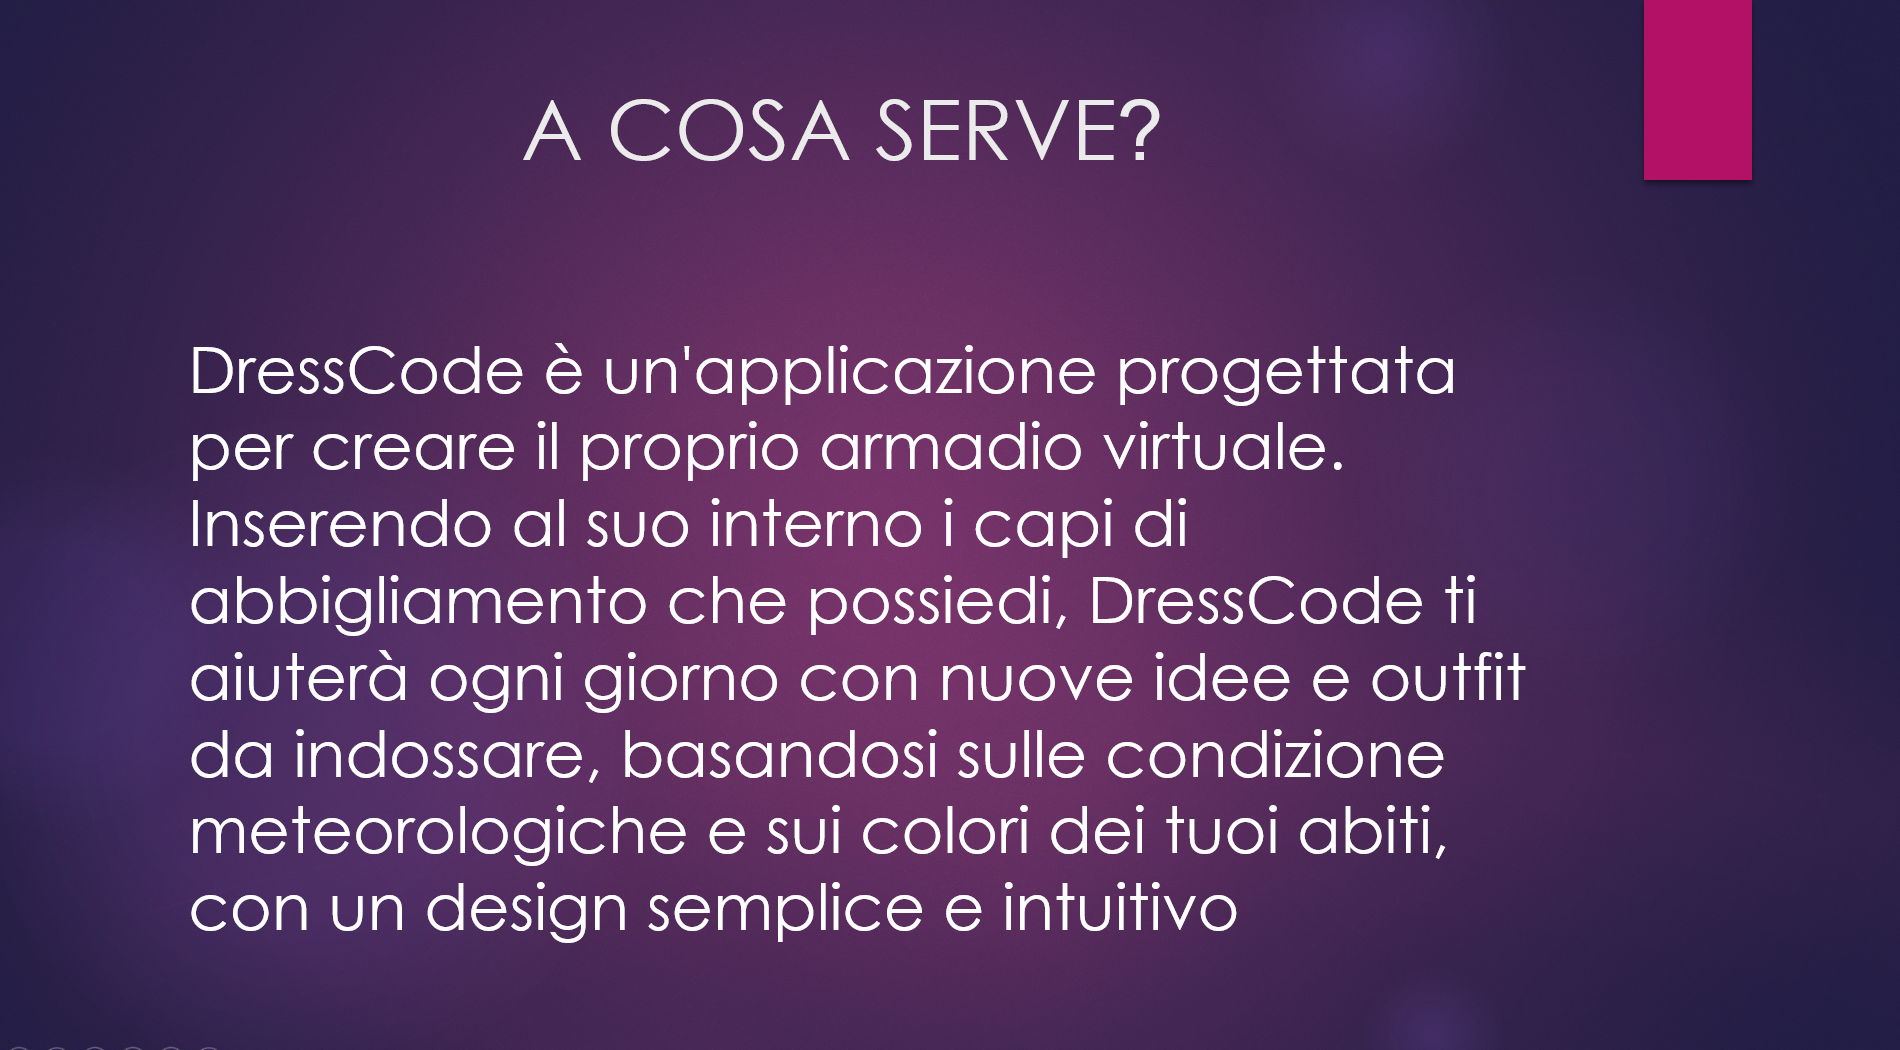 A COSA SERVE?
DressCode è un'applicazione progettata
per creare il proprio armadio virtuale.
Inserendo al suo interno i capi di
abbigliamento che possiedi, DressCode ti
aiuterà ogni giorno con nuove idee e outfit
da indossare, basandosi sulle condizione
meteorologiche e sui colori dei tuoi abiti,
con un design semplice e intuitivo